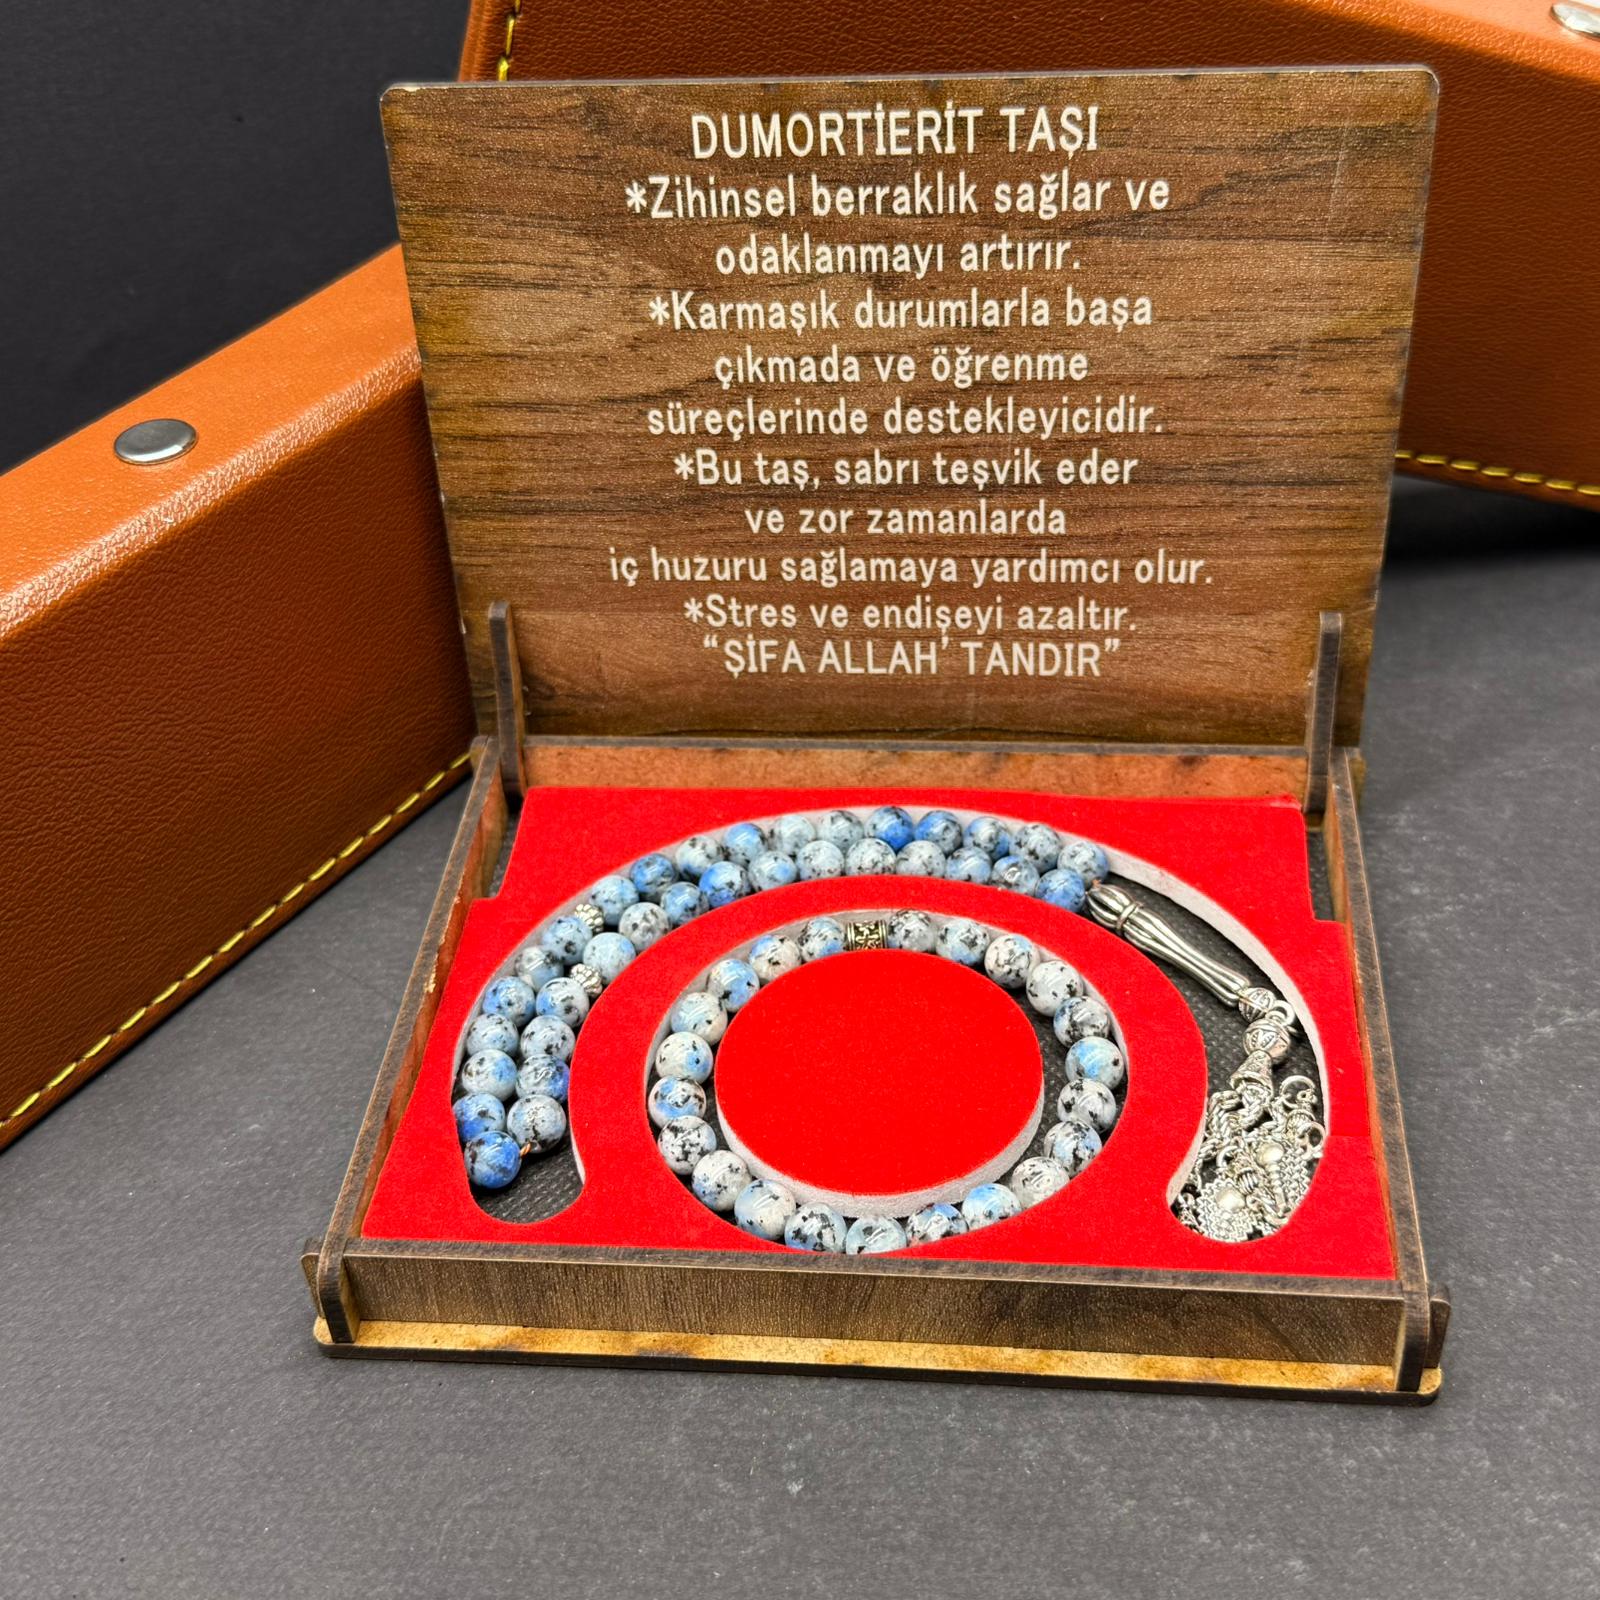 DUMORTİERİT TAŞI
*Zihinsel berraklık sağlar ve
odaklanmayı artırır.
*Karmaşık durumlarla başa
çıkmada ve öğrenme
süreçlerinde destekleyicidir.
*Bu taş, sabrı teşvik eder
ve zor zamanlarda
iç huzuru sağlamaya yardımcı olur.
*Stres ve endişeyi azaltır.
“ŞİFA ALLAH’ TANDIR”